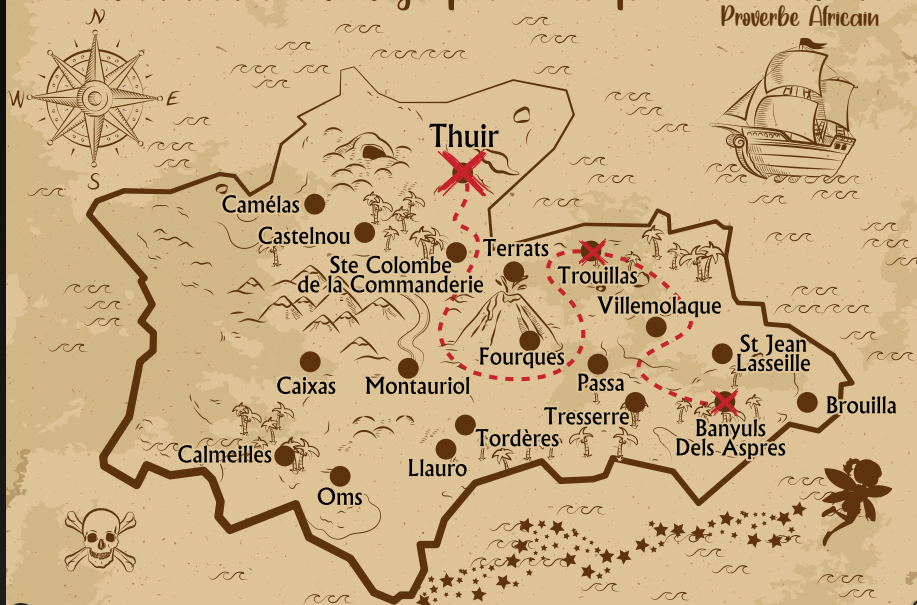 Proverbe Africain
N
W
E
S
Thuir
Camélas
Castelnou
Terrats
Ste Colombe
de la Commanderie
Trouillas
Villemolaque
St Jean
Lasseille
Fourques
Caixas
Montauriol
Passa
Brouilla
Tresserre
Banyuls
Dels Aspres
Tordères
Calmeilles
Llauro
Oms